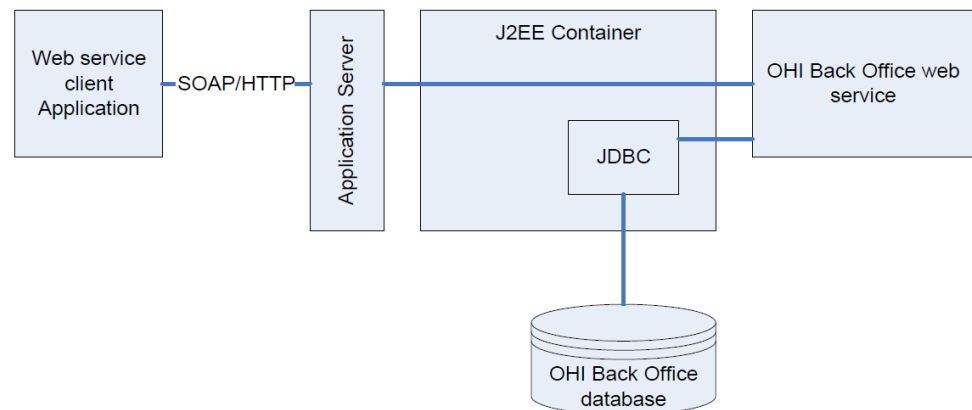 Web service
client
Application
SOAP/HTTP
Application Server
J2EE Container
JDBC
OHI Back Office web
service
OHI Back Office
database